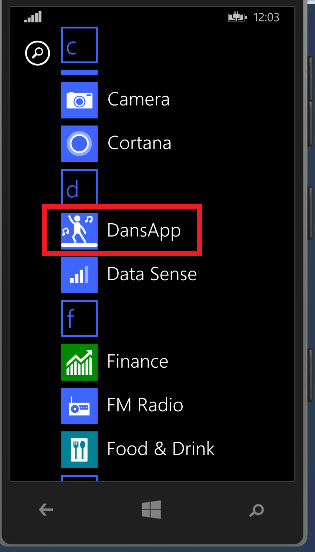 12:03
c
Camera
Cortana
d
DansApp
Data Sense
f
Finance
FM Radio
Food & Drink